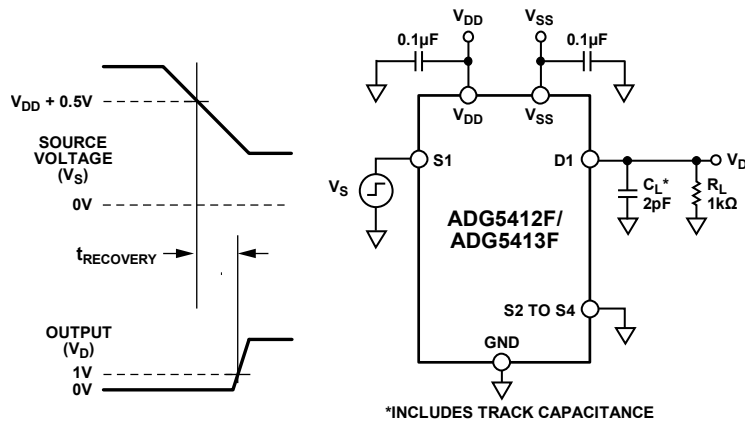 V_DD + 0.5V
SOURCE
VOLTAGE
(V_S)
0V
t_RECOVERY
OUTPUT
(V_D)
1V
0V
V_DD
V_SS
0.1µF
0.1µF
V_DD
V_SS
V_S
S1
D1
V_D
C_L*
2pF
R_L
1kΩ
ADG5412F/
ADG5413F
S2 TO S4
GND
*INCLUDES TRACK CAPACITANCE